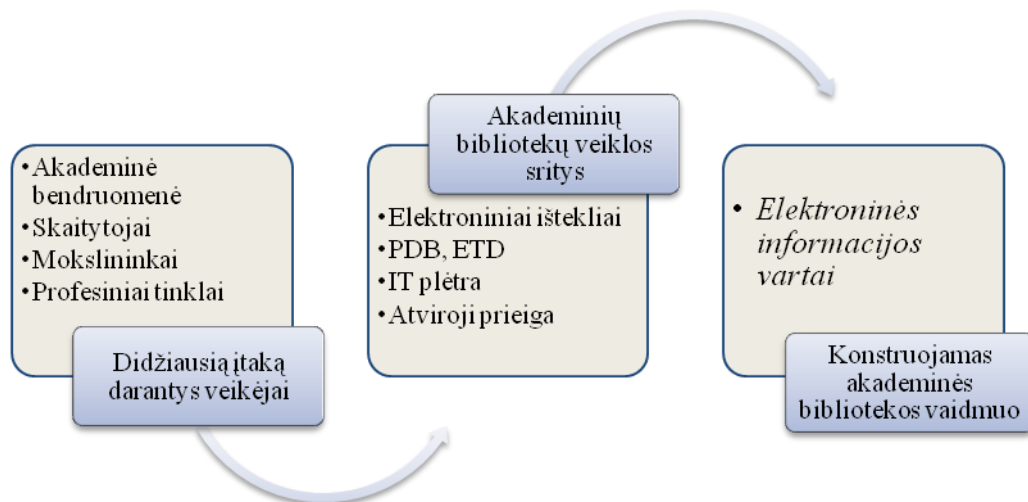 •Akademinė
bendruomenė
•Skaitytojai
•Mokslininkai
•Profesiniai tinklai
Didžiausią įtaką
darantys veikėjai
Akademinių
bibliotekų veiklos
sritys
•Elektroniniai ištekliai
•PDB, ETD
•IT plėtra
•Atviroji prieiga
• Elektroninės
informacijos
vartai
Konstruojamas
akademinės
bibliotekos vaidmuo